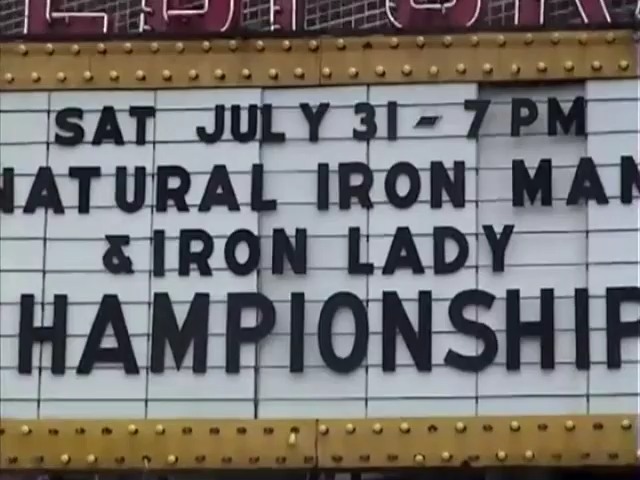 SAT JULY 31 - 7 PM
NATURAL IRON MAN
& IRON LADY
HAMPIONSHIP